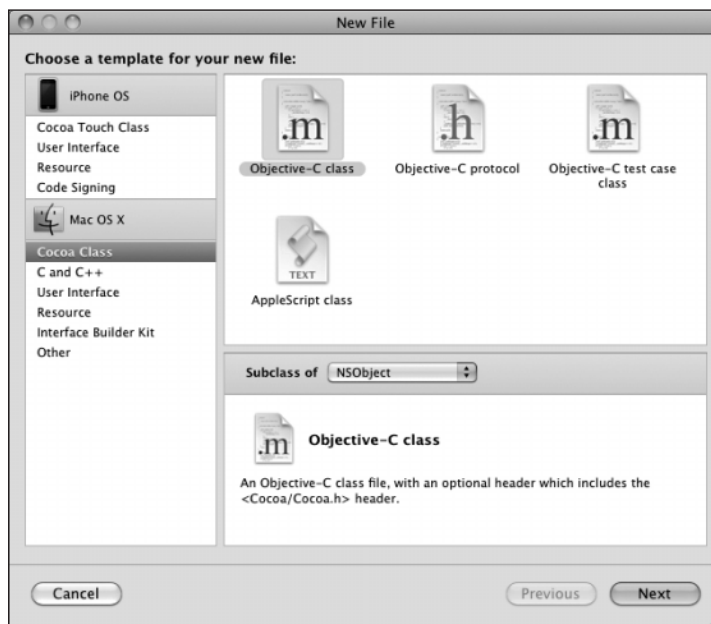 New File
Choose a template for your new file:
iPhone OS
Cocoa Touch Class
User Interface
Resource
Code Signing
Mac OS X
Cocoa Class
C and C++
User Interface
Resource
Interface Builder Kit
Other
.m
Objective-C class
.h
Objective-C protocol
.m
Objective-C test case
class
TEXT
AppleScript class
Subclass of NSObject
.m
Objective-C class
An Objective-C class file, with an optional header which includes the
<Cocoa/Cocoa.h> header.
Cancel
Previous
Next